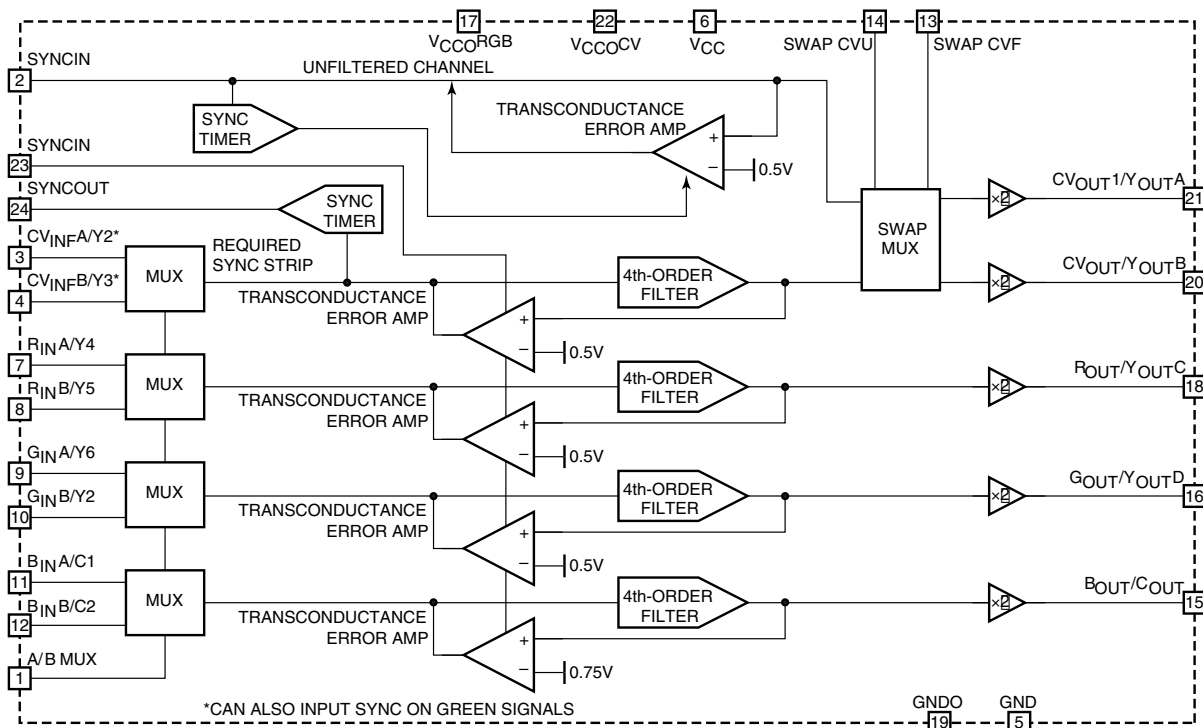 17
22
6
14
13
VCCORGB
VCCOCV
VCC
SWAP CVU
SWAP CVF
SYNCIN
2
UNFILTERED CHANNEL
SYNC
TIMER
TRANSCONDUCTANCE
ERROR AMP
+
–
0.5V
SYNCIN
23
SYNCOUT
24
SYNC
TIMER
CVINFA/Y2*
3
CVINFB/Y3*
4
MUX
REQUIRED
SYNC STRIP
TRANSCONDUCTANCE
ERROR AMP
+
–
0.5V
4th-ORDER
FILTER
SWAP
MUX
×2
CVOUT1/YOUTA
21
×2
CVOUT/YOUTB
20
RINA/Y4
7
RINB/Y5
8
MUX
TRANSCONDUCTANCE
ERROR AMP
+
–
0.5V
4th-ORDER
FILTER
×2
ROUT/YOUTC
18
GINA/Y6
9
GINB/Y2
10
MUX
TRANSCONDUCTANCE
ERROR AMP
+
–
0.5V
4th-ORDER
FILTER
×2
GOUT/YOUTD
16
BINA/C1
11
BINB/C2
12
MUX
TRANSCONDUCTANCE
ERROR AMP
+
–
0.75V
4th-ORDER
FILTER
×2
BOUT/COUT
15
A/B MUX
1
*CAN ALSO INPUT SYNC ON GREEN SIGNALS
GNDO
19
GND
5